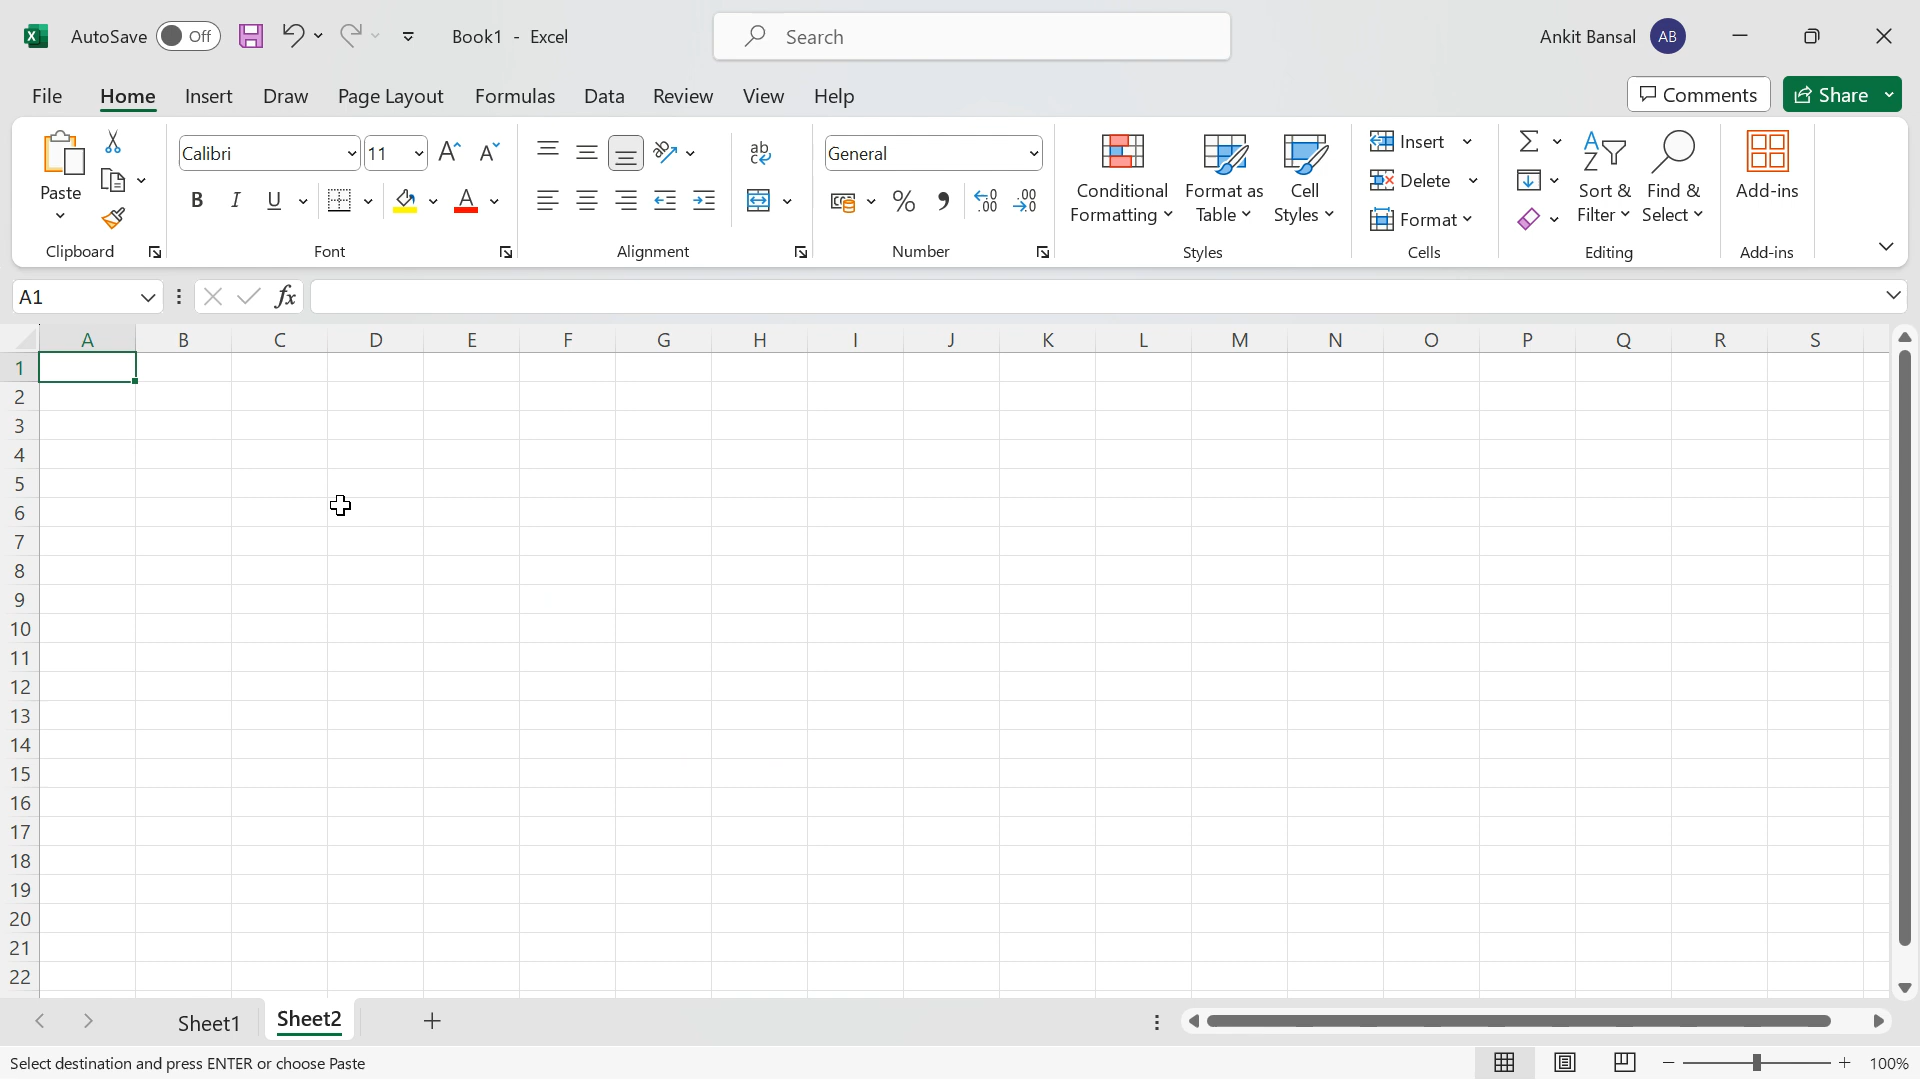 AutoSave Off Book1 - Excel Search Ankit Bansal AB
File Home Insert Draw Page Layout Formulas Data Review View Help Comments Share
Paste
Clipboard
Calibri 11
B I U A
Font
ab
Alignment
General
% .00 .00
Number
Conditional Formatting
Format as Table
Cell Styles
Styles
Insert
Delete
Format
Cells
Sort & Filter
Find & Select
Editing
Add-ins
Add-ins
A1 fx
A B C D E F G H I J K L M N O P Q R S
1
2
3
4
5
6
7
8
9
10
11
12
13
14
15
16
17
18
19
20
21
22
Sheet1 Sheet2
Select destination and press ENTER or choose Paste 100%